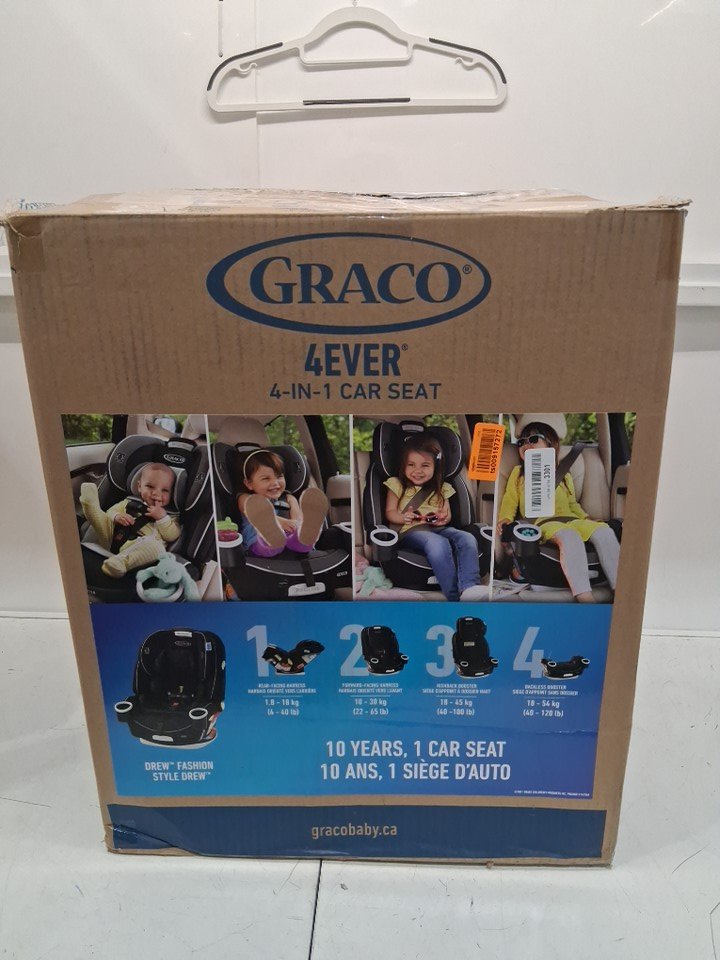 GRACO®
4EVER®
4-IN-1 CAR SEAT
GRACO
ts009157272
3301
GRACO
1
REAR-FACING HARNESS
HARNAIS ORIENTÉ VERS L'ARRIÈRE
1.8 - 18 kg
(4 - 40 lb)
2
FORWARD-FACING HARNESS
HARNAIS ORIENTÉ VERS L'AVANT
10 - 30 kg
(22 - 65 lb)
3
HIGHBACK BOOSTER
SIÈGE D'APPOINT À DOSSIER HAUT
18 - 45 kg
(40 - 100 lb)
4
BACKLESS BOOSTER
SIÈGE D'APPOINT SANS DOSSIER
18 - 54 kg
(40 - 120 lb)
DREW™ FASHION
STYLE DREW™
10 YEARS, 1 CAR SEAT
10 ANS, 1 SIÈGE D'AUTO
gracobaby.ca